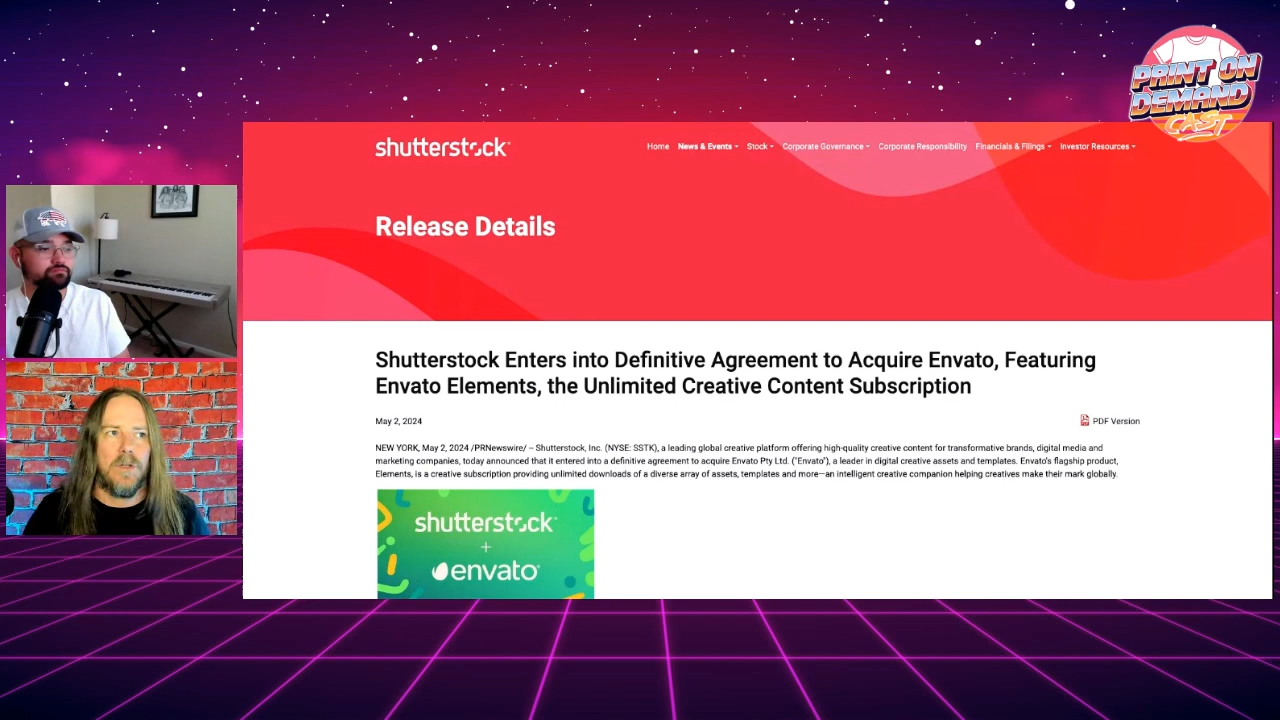 PRINT ON
DEMAND
CAST
shutterstock
Home News & Events Stock Corporate Governance Corporate Responsibility Financials & Filings Investor Resources
Release Details
Shutterstock Enters into Definitive Agreement to Acquire Envato, Featuring
Envato Elements, the Unlimited Creative Content Subscription
May 2, 2024
PDF Version
NEW YORK, May 2, 2024 /PRNewswire/ -- Shutterstock, Inc. (NYSE: SSTK), a leading global creative platform offering high-quality creative content for transformative brands, digital media and
marketing companies, today announced that it entered into a definitive agreement to acquire Envato Pty Ltd. ("Envato"), a leader in digital creative assets and templates. Envato's flagship product,
Elements, is a creative subscription providing unlimited downloads of a diverse array of assets, templates and more—an intelligent creative companion helping creatives make their mark globally.
shutterstock
+
envato